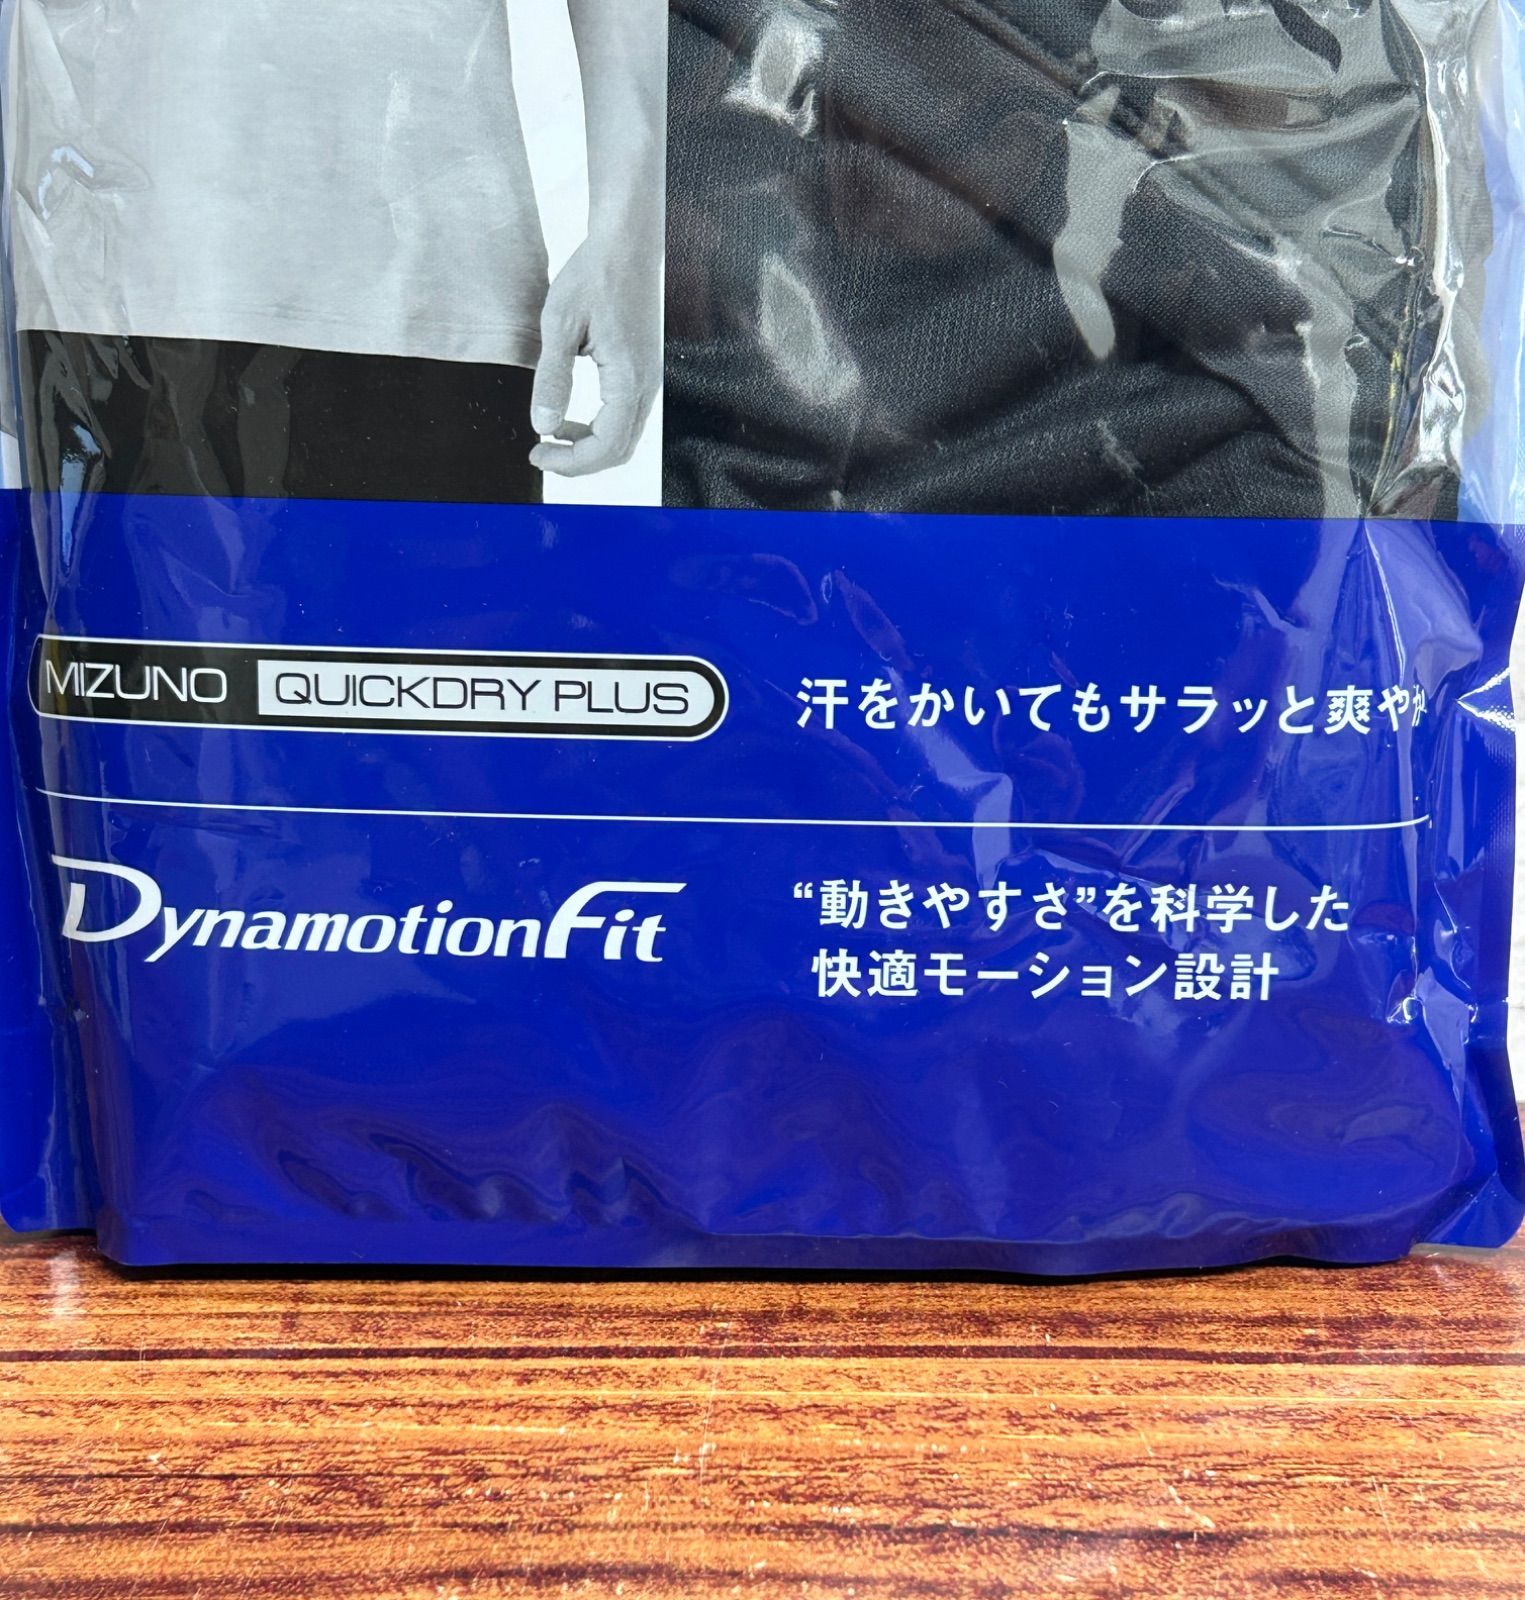 MIZUNO QUICKDRY PLUS
汗をかいてもサラッと爽やか
DynamotionFit
“動きやすさ”を科学した
快適モーション設計